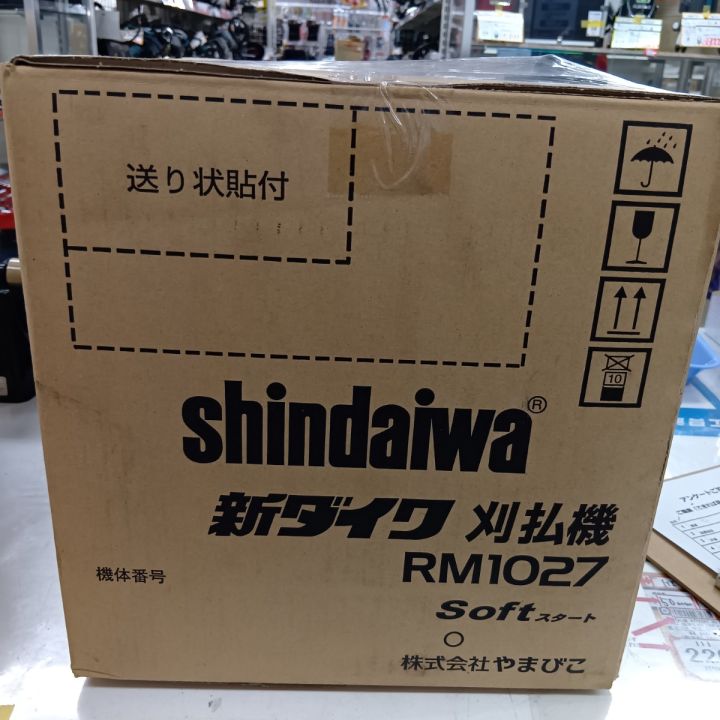 送り状貼付
10
shindaiwa®
新ダイワ 刈払機
RM1027
機体番号
Softスタート
株式会社やまびこ